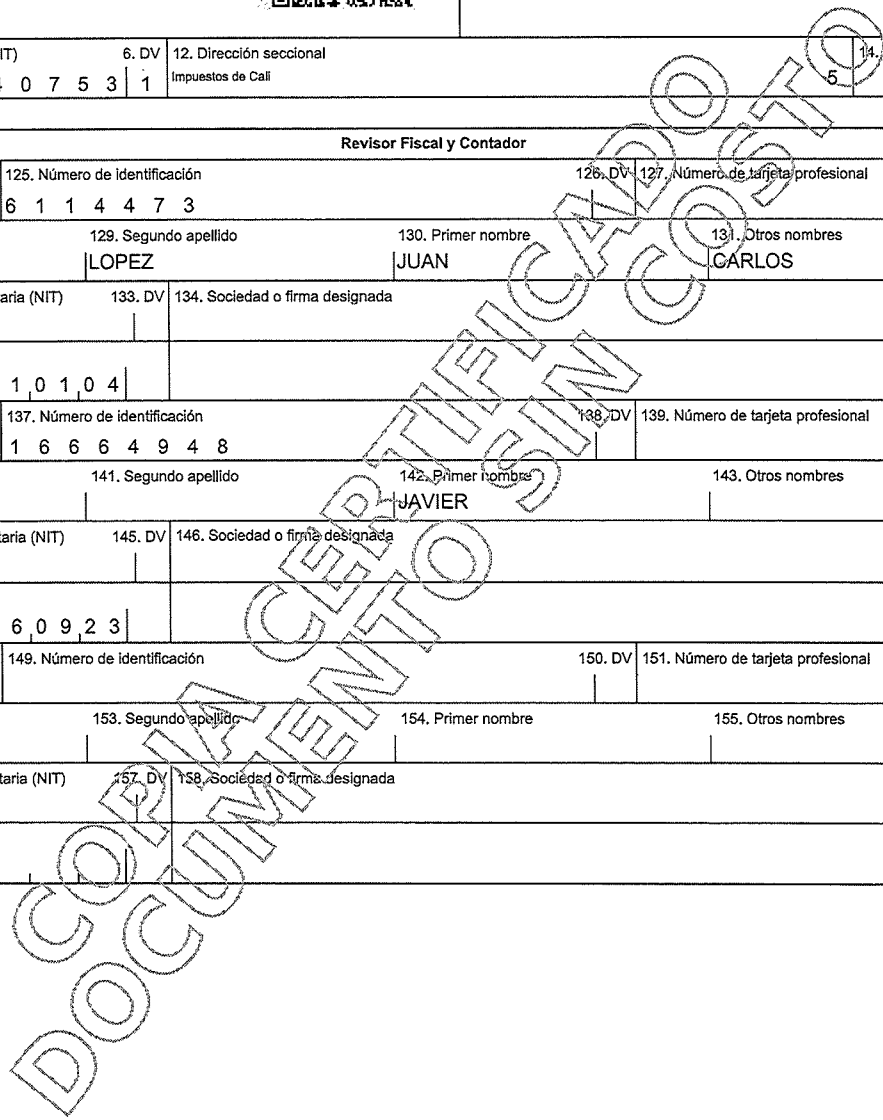 IT) 6. DV 12. Dirección seccional 14.
0 7 5 3 1 Impuestos de Cali 5
Revisor Fiscal y Contador
125. Número de identificación 126. DV 127. Número de tarjeta profesional
6 1 1 4 4 7 3
129. Segundo apellido 130. Primer nombre 131. Otros nombres
LOPEZ JUAN CARLOS
aria (NIT) 133. DV 134. Sociedad o firma designada
1 0 1 0 4
137. Número de identificación 138. DV 139. Número de tarjeta profesional
1 6 6 6 4 9 4 8
141. Segundo apellido 142. Primer nombre 143. Otros nombres
JAVIER
taria (NIT) 145. DV 146. Sociedad o firma designada
6 0 9 2 3
149. Número de identificación 150. DV 151. Número de tarjeta profesional
153. Segundo apellido 154. Primer nombre 155. Otros nombres
taria (NIT) 157. DV 158. Sociedad o firma designada
COPIA CERTIFICADO
DOCUMENTO SIN COSTO